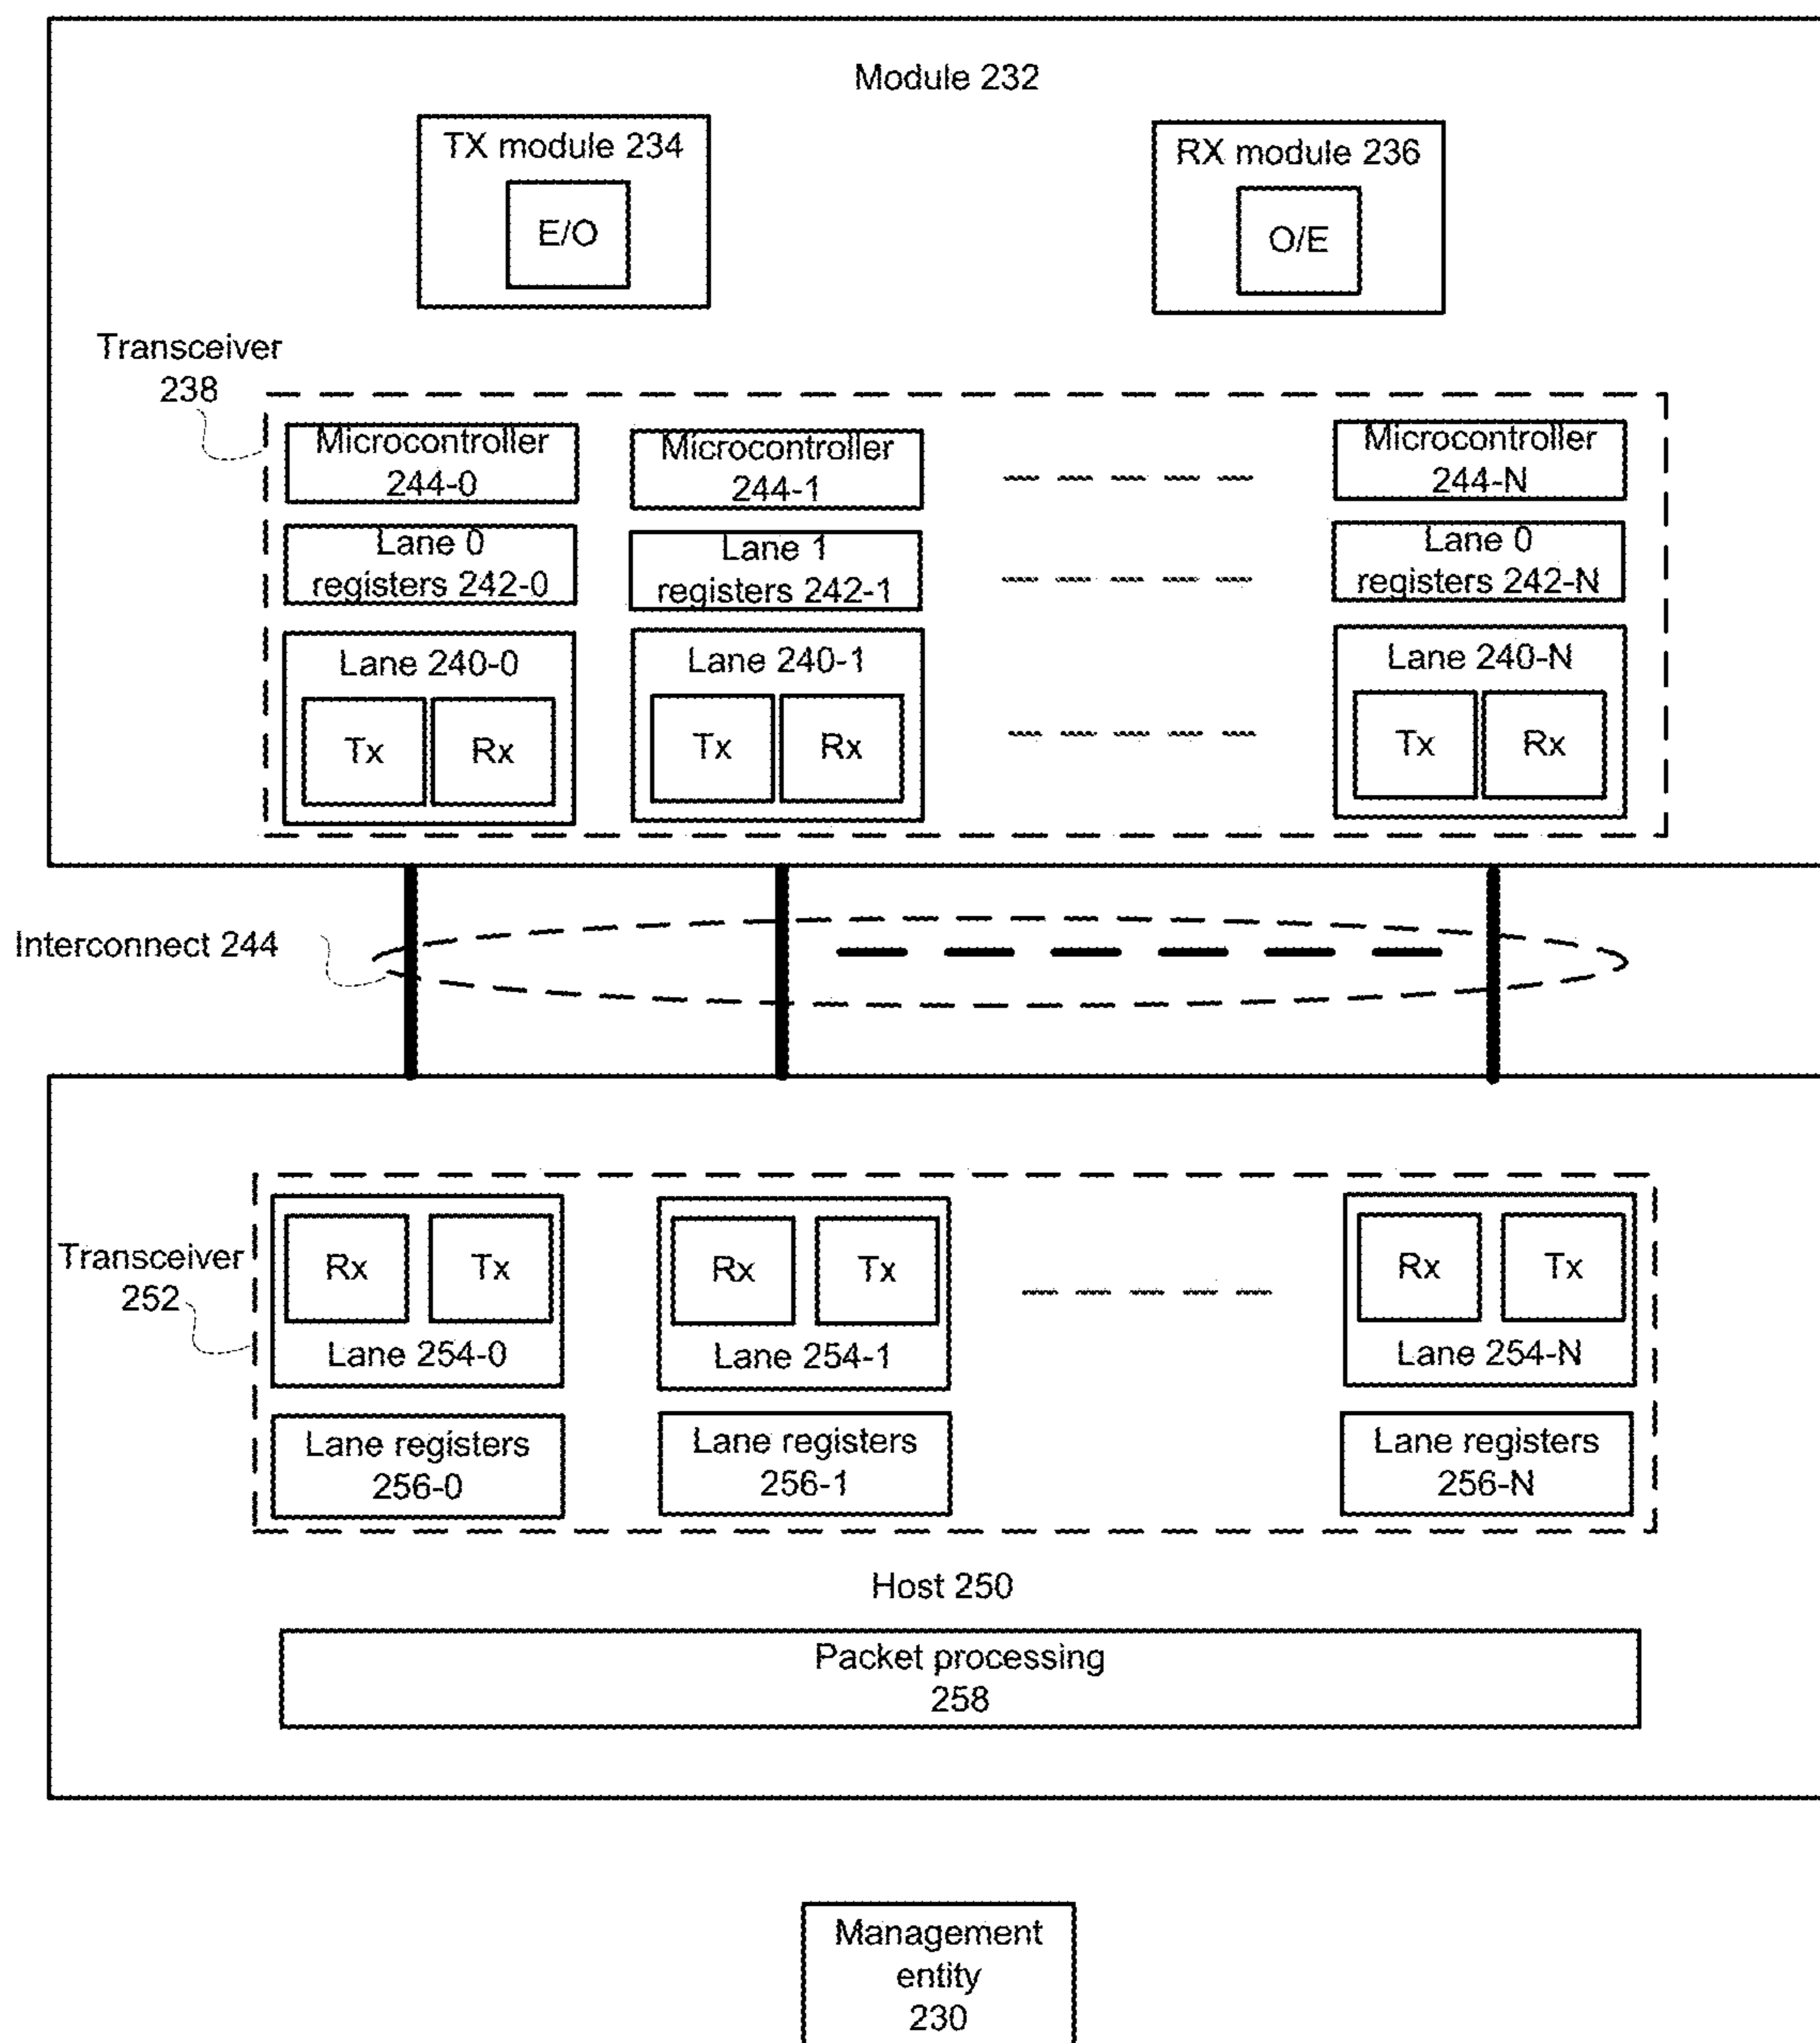 Module 232
TX module 234
E/O
RX module 236
O/E
Transceiver
238
Microcontroller
244-0
Microcontroller
244-1
Microcontroller
244-N
Lane 0
registers 242-0
Lane 1
registers 242-1
Lane 0
registers 242-N
Lane 240-0
Tx
Rx
Lane 240-1
Tx
Rx
Lane 240-N
Tx
Rx
Interconnect 244
Transceiver
252
Rx
Tx
Lane 254-0
Rx
Tx
Lane 254-1
Rx
Tx
Lane 254-N
Lane registers
256-0
Lane registers
256-1
Lane registers
256-N
Host 250
Packet processing
258
Management
entity
230